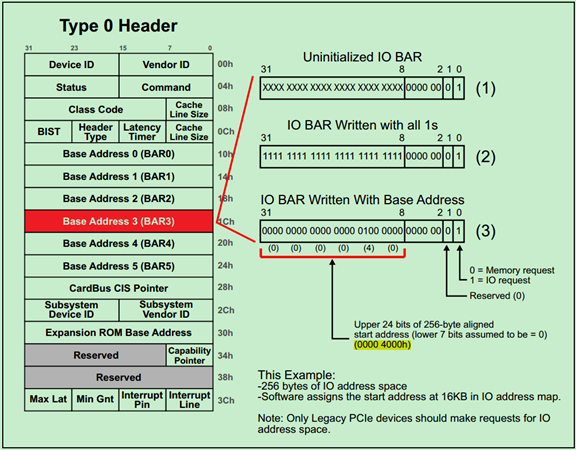 Type 0 Header
31 23 15 7 0
Device ID Vendor ID 00h
Status Command 04h
Class Code Cache Line Size 08h
BIST Header Type Latency Timer Cache Line Size 0Ch
Base Address 0 (BAR0) 10h
Base Address 1 (BAR1) 14h
Base Address 2 (BAR2) 18h
Base Address 3 (BAR3) 1Ch
Base Address 4 (BAR4) 20h
Base Address 5 (BAR5) 24h
CardBus CIS Pointer 28h
Subsystem Device ID Subsystem Vendor ID 2Ch
Expansion ROM Base Address 30h
Reserved Capability Pointer 34h
Reserved 38h
Max Lat Min Gnt Interrupt Pin Interrupt Line 3Ch
Uninitialized IO BAR
31 8 2 1 0
XXXX XXXX XXXX XXXX XXXX XXXX 0000 00 0 1 (1)
IO BAR Written with all 1s
31 8 2 1 0
1111 1111 1111 1111 1111 1111 0000 00 0 1 (2)
IO BAR Written With Base Address
31 8 2 1 0
0000 0000 0000 0000 0100 0000 0000 00 0 1 (3)
(0) (0) (0) (0) (4) (0)
0 = Memory request
1 = IO request
Reserved (0)
Upper 24 bits of 256-byte aligned
start address (lower 7 bits assumed to be = 0)
(0000 4000h)
This Example:
-256 bytes of IO address space
-Software assigns the start address at 16KB in IO address map.
Note: Only Legacy PCIe devices should make requests for IO
address space.